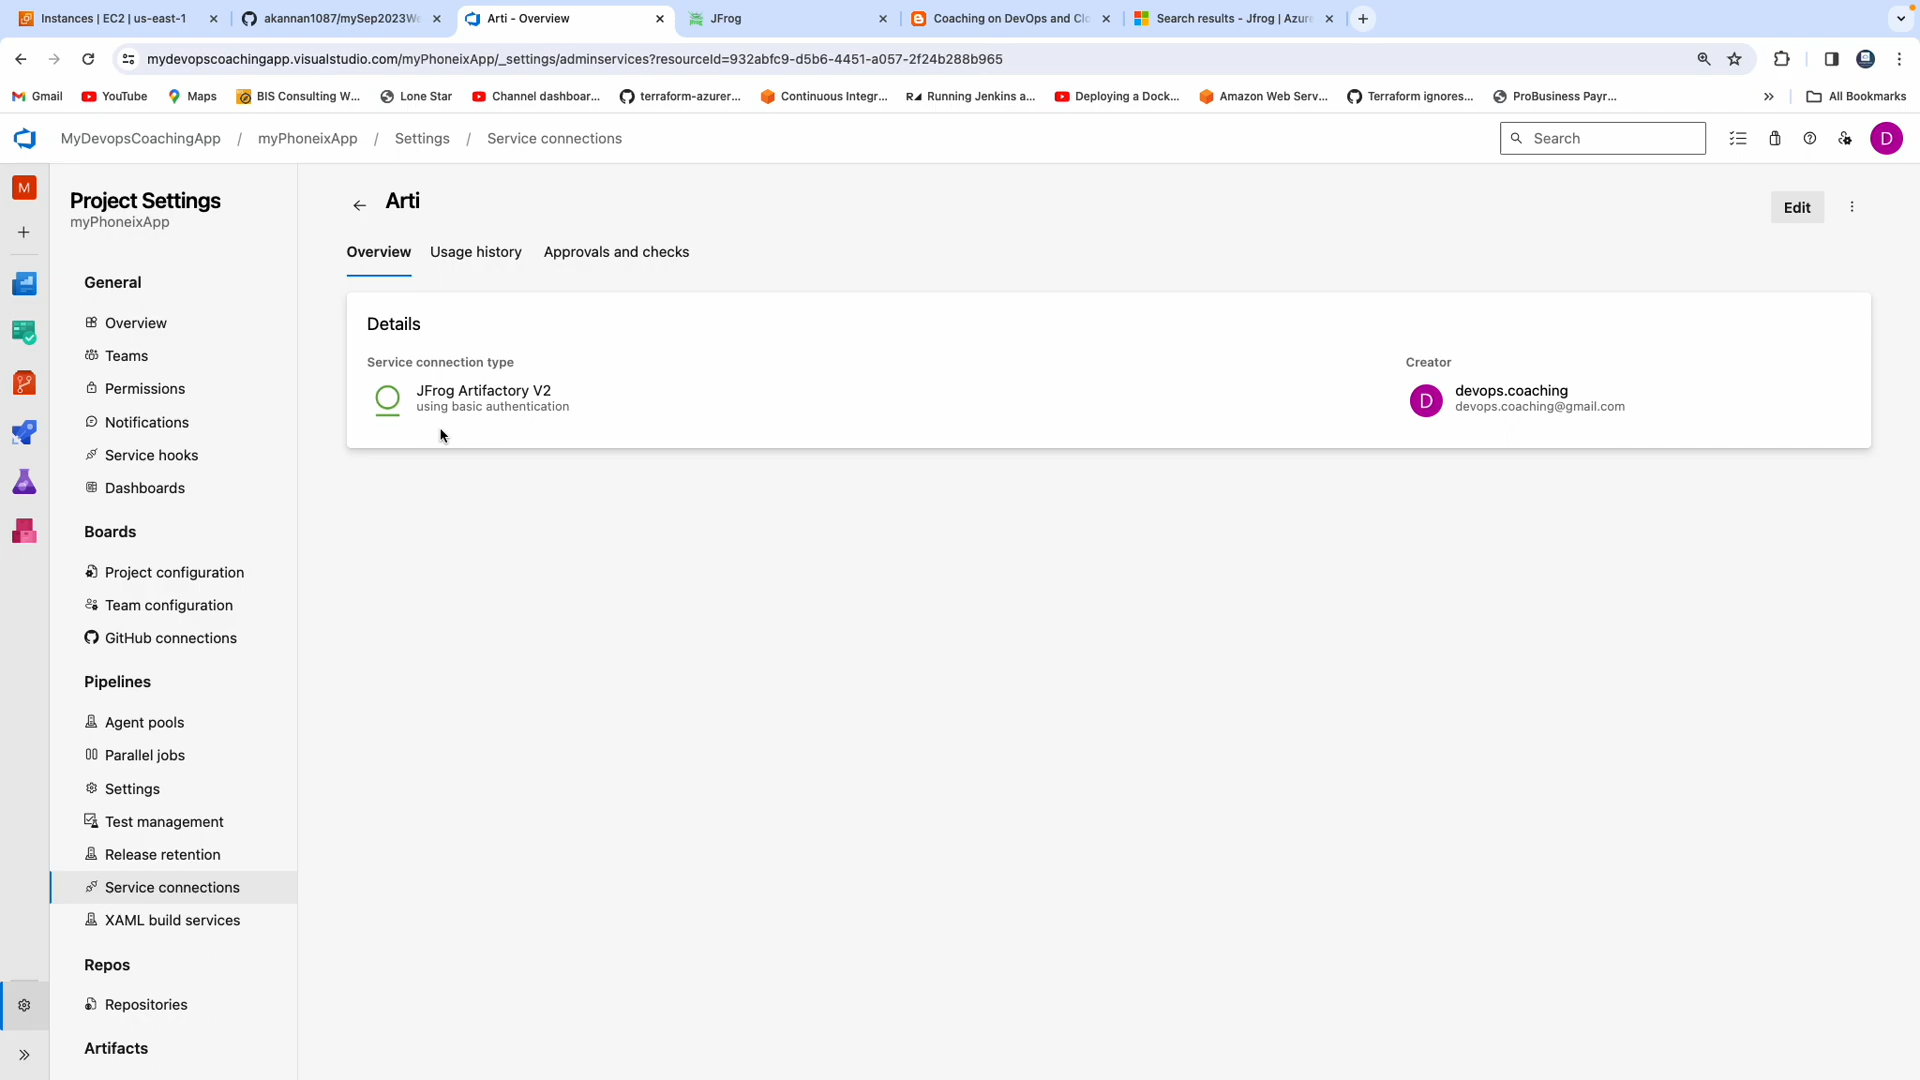 Instances | EC2 | us-east-1
akannan1087/mySep2023We
Arti - Overview
JFrog
Coaching on DevOps and Clo
Search results - Jfrog | Azure
mydevopscoachingapp.visualstudio.com/myPhoneixApp/_settings/adminservices?resourceId=932abfc9-d5b6-4451-a057-2f24b288b965
Gmail
YouTube
Maps
BIS Consulting W...
Lone Star
Channel dashboar...
terraform-azurer...
Continuous Integr...
Running Jenkins a...
Deploying a Dock...
Amazon Web Serv...
Terraform ignores...
ProBusiness Payr...
All Bookmarks
MyDevopsCoachingApp / myPhoneixApp / Settings / Service connections
Search
D
M
Project Settings
myPhoneixApp
General
Overview
Teams
Permissions
Notifications
Service hooks
Dashboards
Boards
Project configuration
Team configuration
GitHub connections
Pipelines
Agent pools
Parallel jobs
Settings
Test management
Release retention
Service connections
XAML build services
Repos
Repositories
Artifacts
Arti
Edit
Overview
Usage history
Approvals and checks
Details
Service connection type
JFrog Artifactory V2
using basic authentication
Creator
D
devops.coaching
devops.coaching@gmail.com